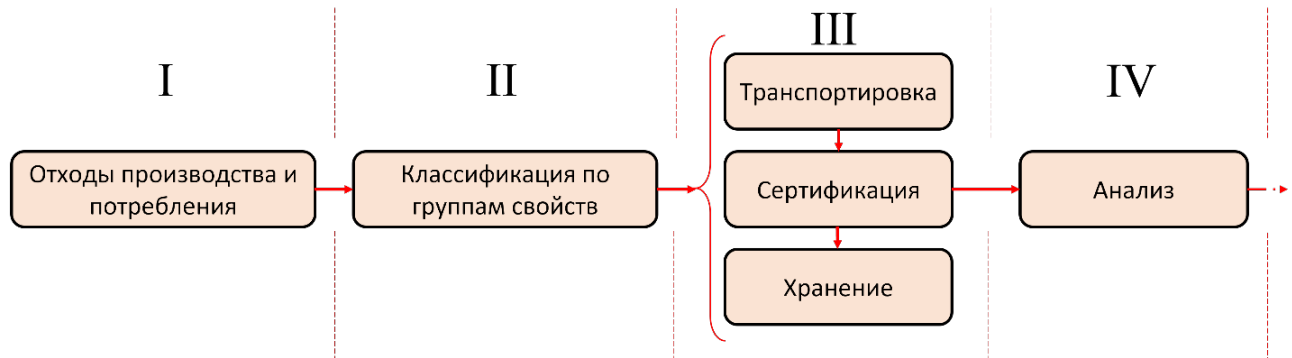 I
Отходы производства и
потребления
II
Классификация по
группам свойств
III
Транспортировка
Сертификация
Хранение
IV
Анализ